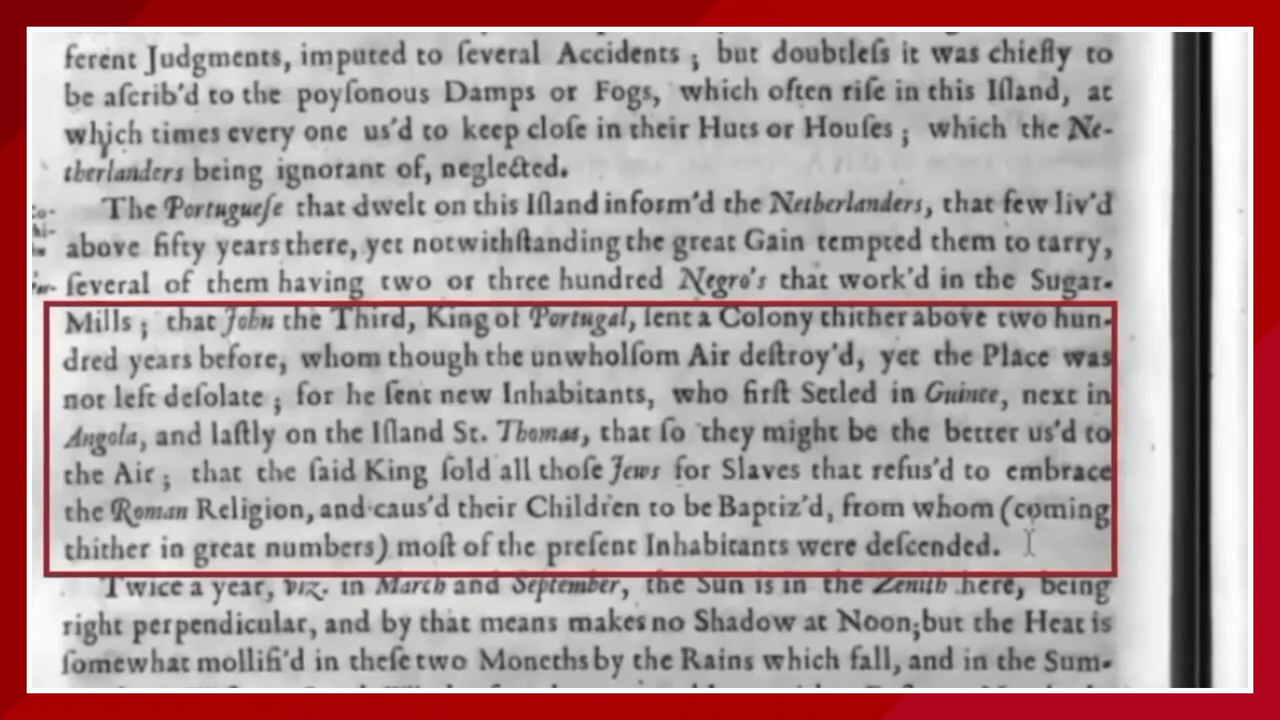 ferent Judgments, imputed to ſeveral Accidents ; but doubtleſs it was chiefly to
be aſcrib'd to the poyſonous Damps or Fogs, which often riſe in this Iſland, at
which times every one us'd to keep cloſe in their Huts or Houſes ; which the Ne-
therlanders being ignorant of, neglected.
The Portugueſe that dwelt on this Iſland inform'd the Netherlanders, that few liv'd
above fifty years there, yet notwithſtanding the great Gain tempted them to tarry,
ſeveral of them having two or three hundred Negro's that work'd in the Sugar-
Mills ; that John the Third, King of Portugal, ſent a Colony thither above two hun-
dred years before, whom though the unwholſom Air deſtroy'd, yet the Place was
not left deſolate ; for he ſent new Inhabitants, who firſt Setled in Guinee, next in
Angola, and laſtly on the Iſland St. Thomas, that ſo they might be the better us'd to
the Air ; that the ſaid King ſold all thoſe Jews for Slaves that refus'd to embrace
the Roman Religion, and caus'd their Children to be Baptiz'd, from whom (coming
thither in great numbers) moſt of the preſent Inhabitants were deſcended.
Twice a year, viz. in March and September, the Sun is in the Zenith here, being
right perpendicular, and by that means makes no Shadow at Noon; but the Heat is
ſomewhat mollifi'd in theſe two Moneths by the Rains which fall, and in the Sum-